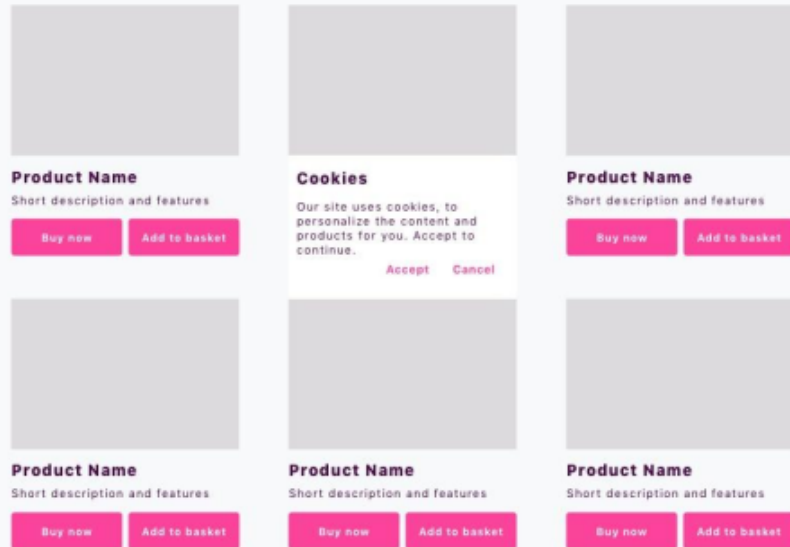 Product Name
Short description and features
Buy now Add to basket
Cookies
Our site uses cookies, to
personalize the content and
products for you. Accept to
continue.
Accept Cancel
Product Name
Short description and features
Buy now Add to basket
Product Name
Short description and features
Buy now Add to basket
Product Name
Short description and features
Buy now Add to basket
Product Name
Short description and features
Buy now Add to basket